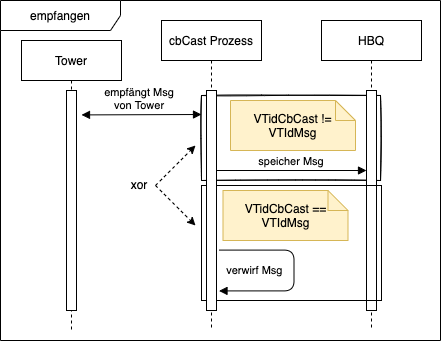 empfangen
Tower
cbCast Prozess
HBQ
empfängt Msg
von Tower
VTidCbCast !=
VTIdMsg
speicher Msg
xor
VTidCbCast ==
VTIdMsg
verwirf Msg